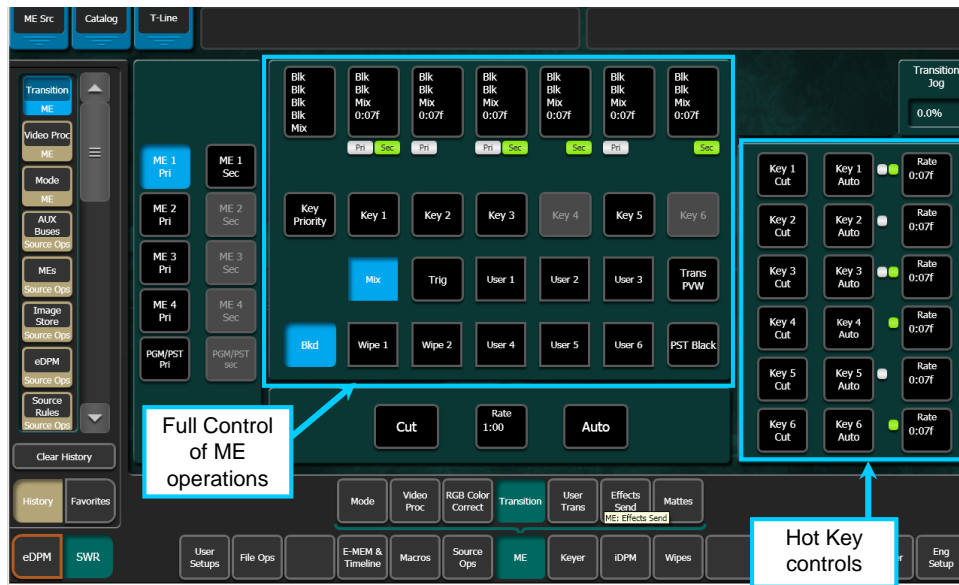 ME Src
Catalog
T-Line
Transition
ME
Video Proc
ME
Mode
ME
AUX
Buses
Source Ops
MEs
Source Ops
Image
Store
Source Ops
eDPM
Source Ops
Source
Rules
Source Ops
Clear History
History
Favorites
eDPM
SWR
ME 1
Pri
ME 1
Sec
ME 2
Pri
ME 2
Sec
ME 3
Pri
ME 3
Sec
ME 4
Pri
ME 4
Sec
PGM/PST
Pri
PGM/PST
sec
Blk
Blk
Blk
Blk
Mix
Blk
Blk
Mix
0:07f
Blk
Blk
Mix
0:07f
Blk
Blk
Mix
0:07f
Blk
Blk
Mix
0:07f
Blk
Blk
Mix
0:07f
Blk
Blk
Mix
0:07f
Pri
Sec
Pri
Pri
Sec
Sec
Pri
Sec
Key
Priority
Key 1
Key 2
Key 3
Key 4
Key 5
Key 6
Mix
Trig
User 1
User 2
User 3
Trans
PVW
Bkd
Wipe 1
Wipe 2
User 4
User 5
User 6
PST Black
Cut
Rate
1:00
Auto
Full Control
of ME
operations
Transition
Jog
0.0%
Key 1
Cut
Key 1
Auto
Rate
0:07f
Key 2
Cut
Key 2
Auto
Rate
0:07f
Key 3
Cut
Key 3
Auto
Rate
0:07f
Key 4
Cut
Key 4
Auto
Rate
0:07f
Key 5
Cut
Key 5
Auto
Rate
0:07f
Key 6
Cut
Key 6
Auto
Rate
0:07f
Hot Key
controls
Mode
Video
Proc
RGB Color
Correct
Transition
User
Trans
Effects
Send
Mattes
ME: Effects Send
User
Setups
File Ops
E-MEM &
Timeline
Macros
Source
Ops
ME
Keyer
iDPM
Wipes
Eng
Setup